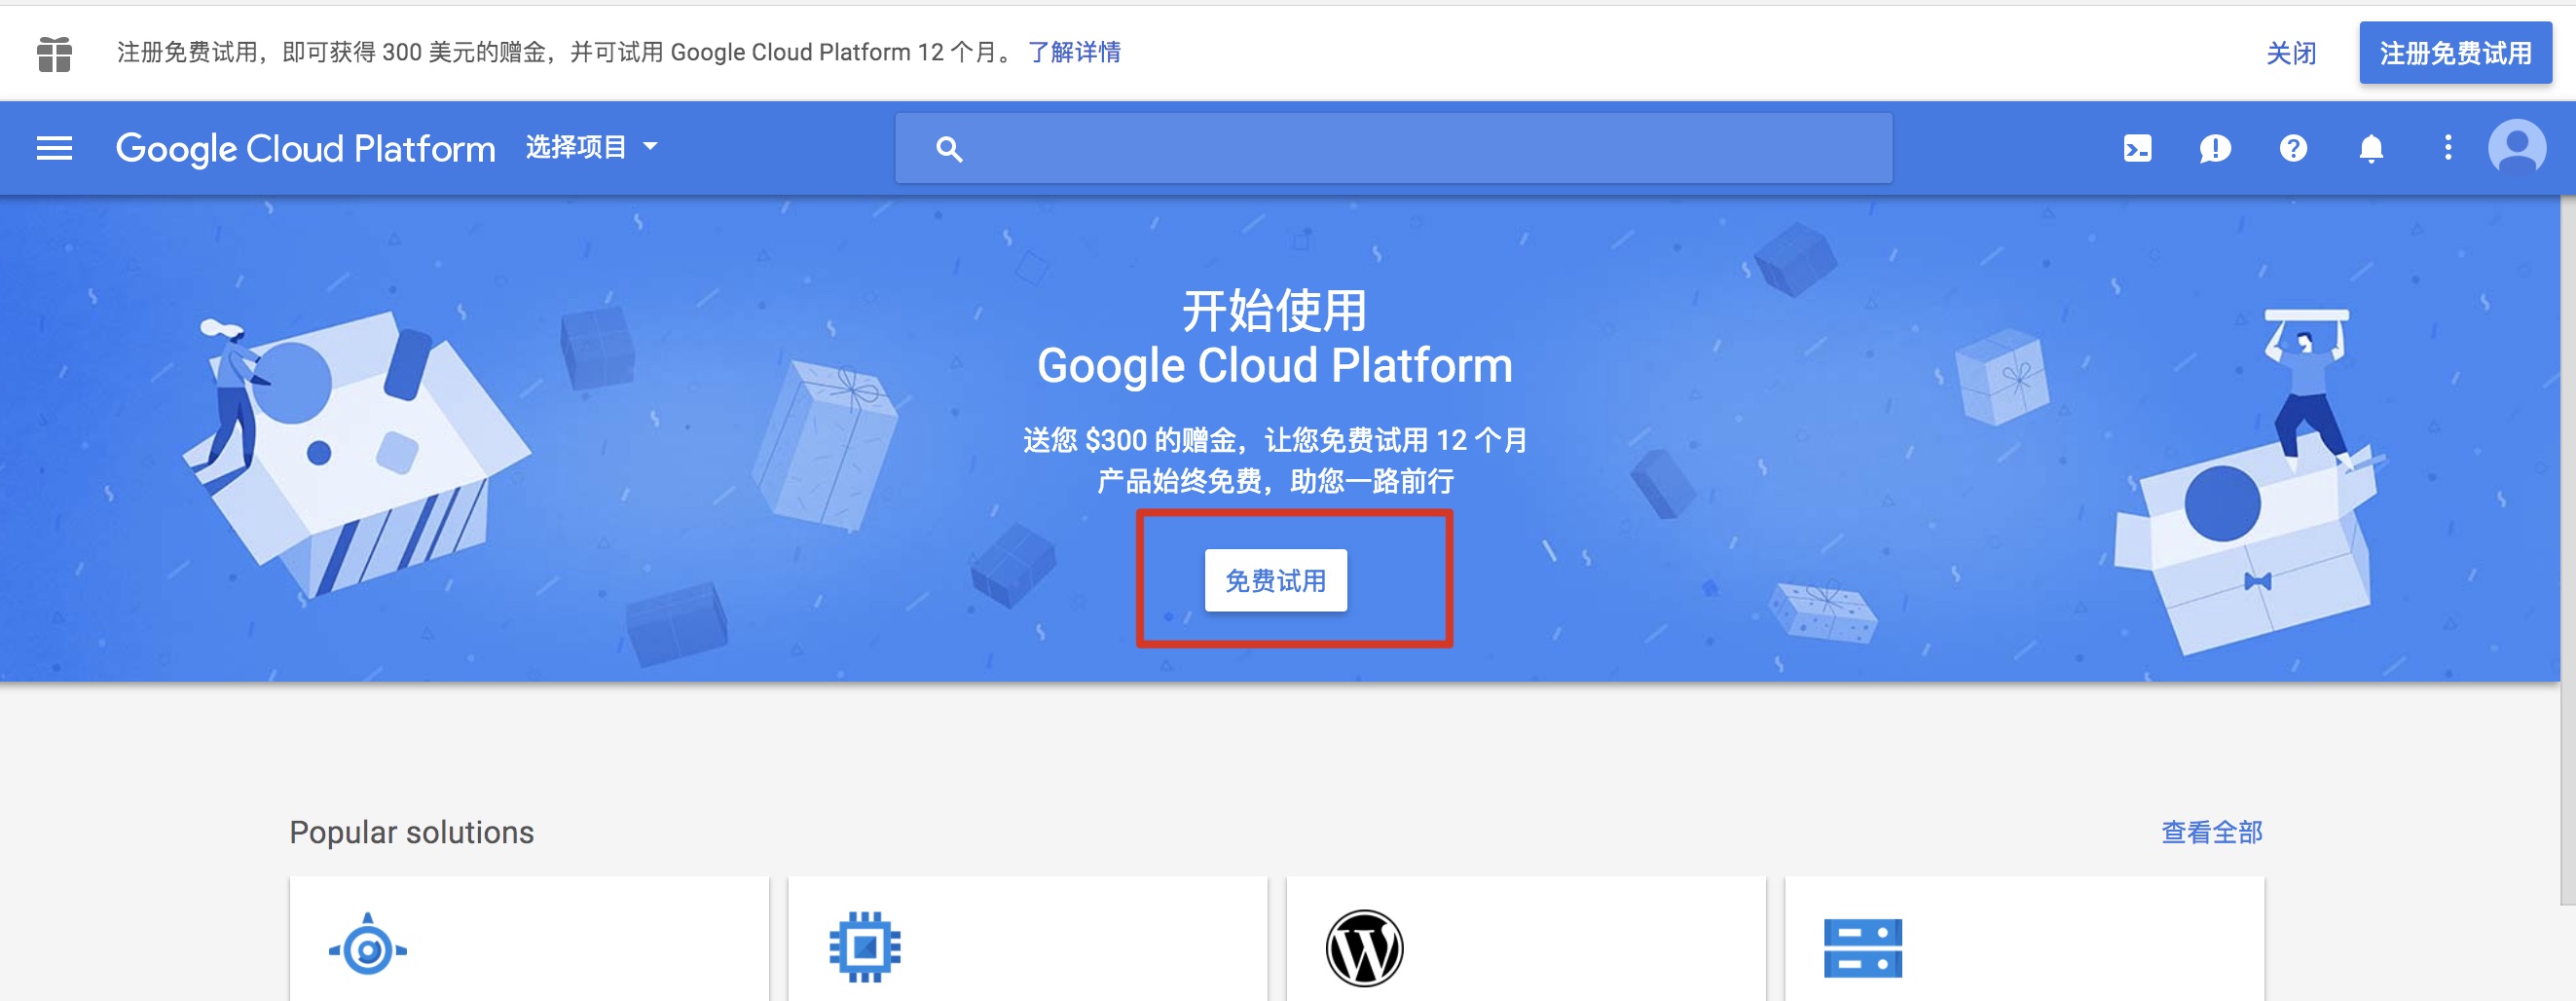 注册免费试用，即可获得 300 美元的赠金，并可试用 Google Cloud Platform 12 个月。 了解详情
关闭
注册免费试用
Google Cloud Platform
选择项目
开始使用
Google Cloud Platform
送您 $300 的赠金，让您免费试用 12 个月
产品始终免费，助您一路前行
免费试用
Popular solutions
查看全部